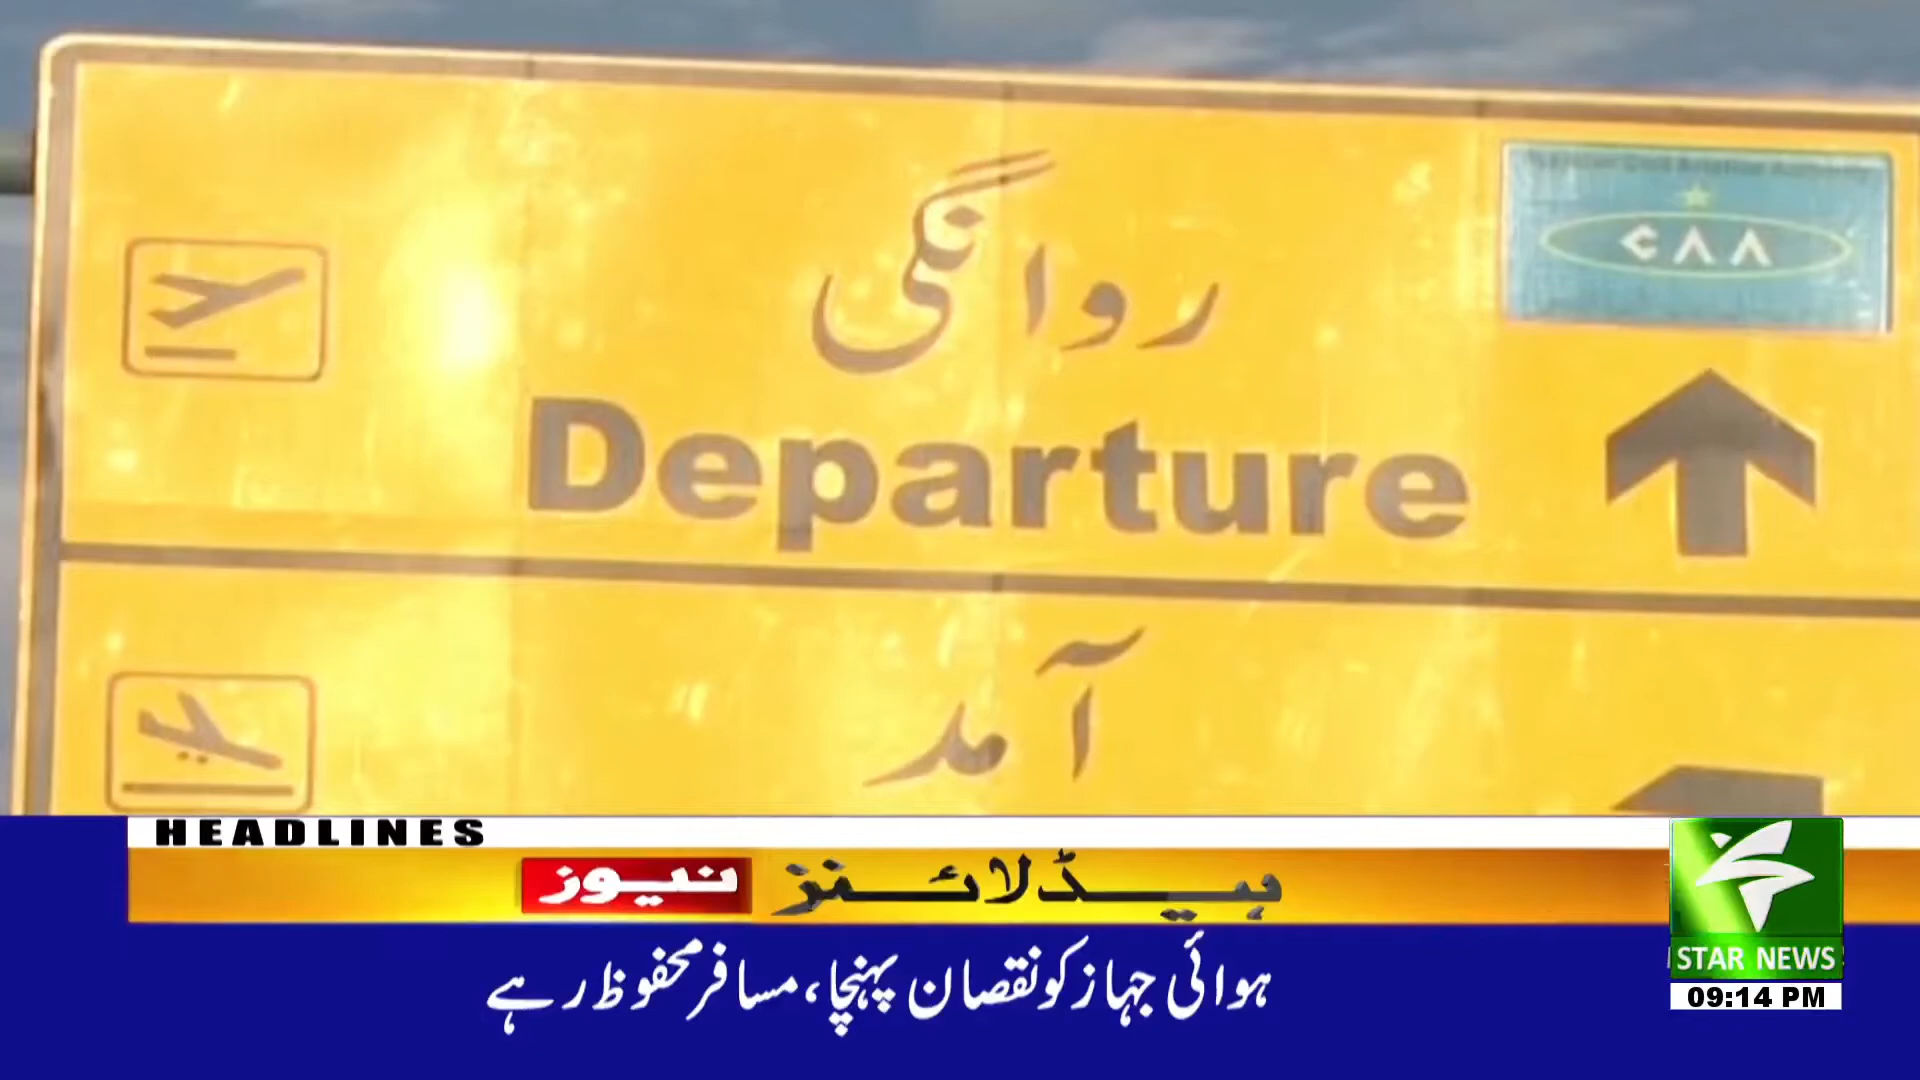 روانگی
CAA
Departure
آمد
HEADLINES
ہیڈلائنز نیوز
ہوائی جہاز کو نقصان پہنچا، مسافر محفوظ رہے
STAR NEWS
09:14 PM